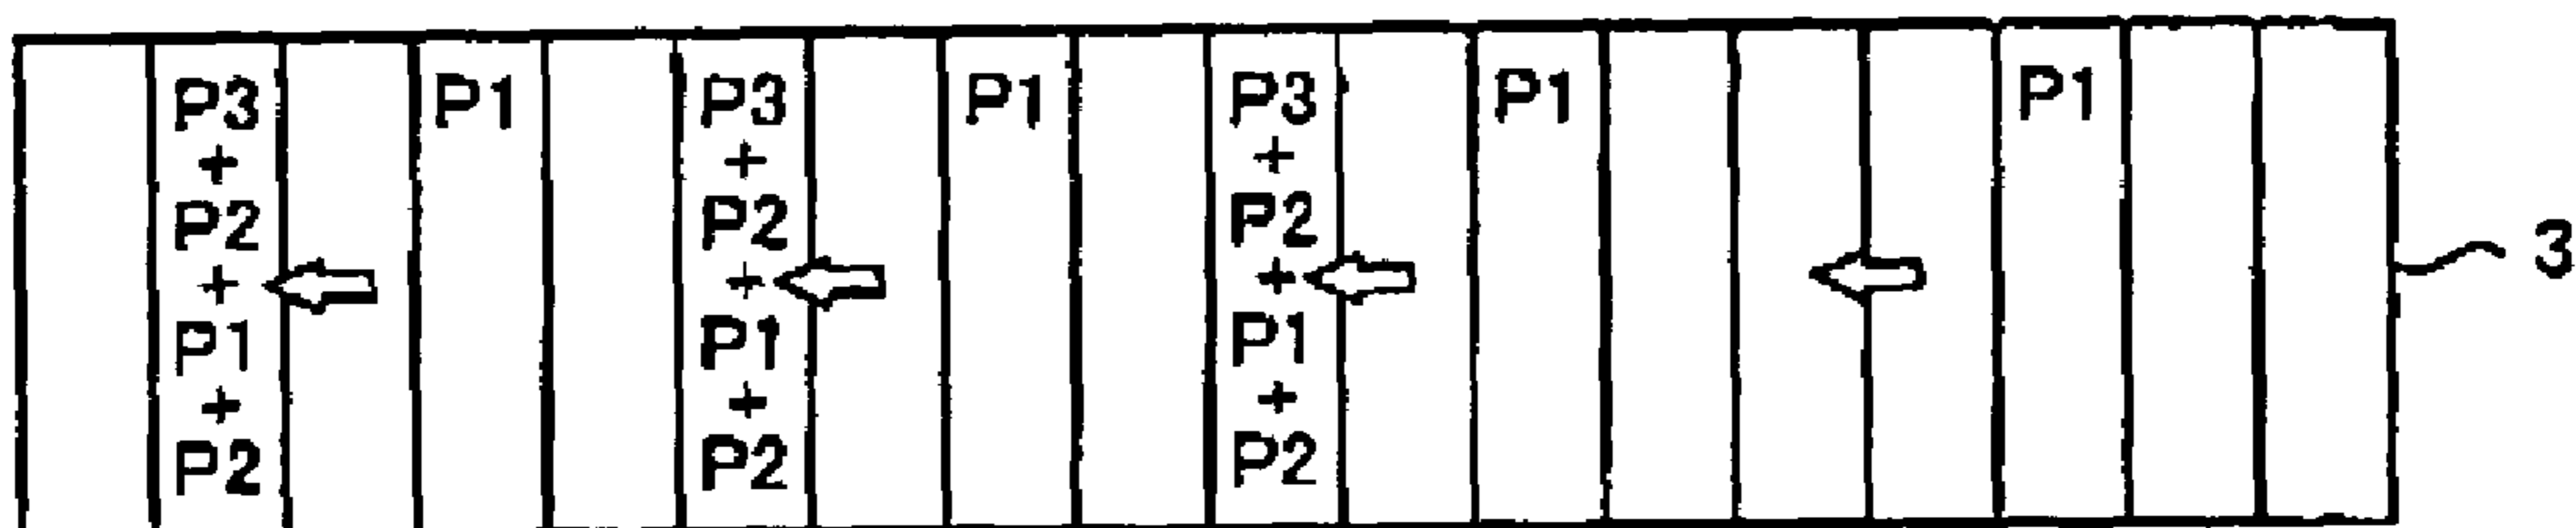 P3 P1 P3 P1 P3 P1 P1
+ + +
P2 P2 P2
+ + +
P1 P1 P1
+ + +
P2 P2 P2
3